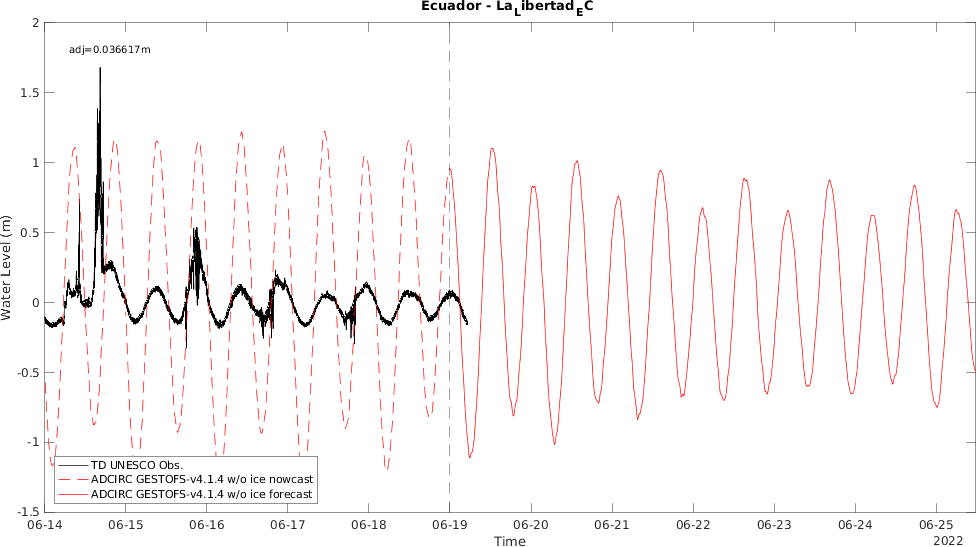 Ecuador - LaLibertadEC
adj=0.036617m
2
1.5
1
0.5
0
-0.5
-1
-1.5
Water Level (m)
TD UNESCO Obs.
ADCIRC GESTOFS-v4.1.4 w/o ice nowcast
ADCIRC GESTOFS-v4.1.4 w/o ice forecast
06-14 06-15 06-16 06-17 06-18 06-19 06-20 06-21 06-22 06-23 06-24 06-25
Time
2022